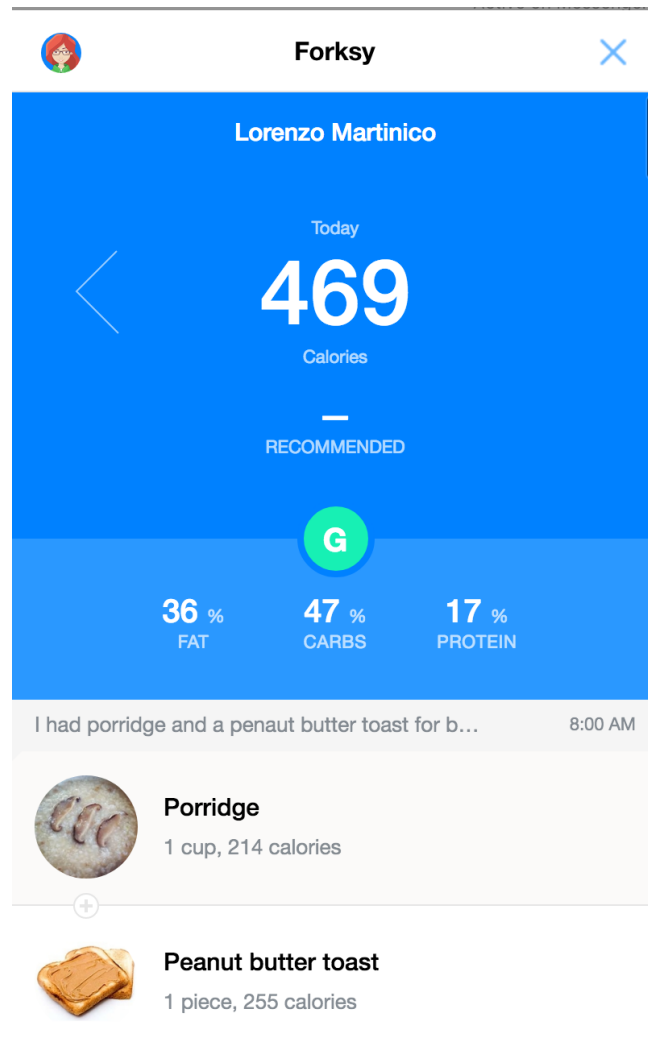 Forksy
Lorenzo Martinico
Today
469
Calories
–
RECOMMENDED
G
36 % 47 % 17 %
FAT CARBS PROTEIN
I had porridge and a penaut butter toast for b... 8:00 AM
Porridge
1 cup, 214 calories
Peanut butter toast
1 piece, 255 calories